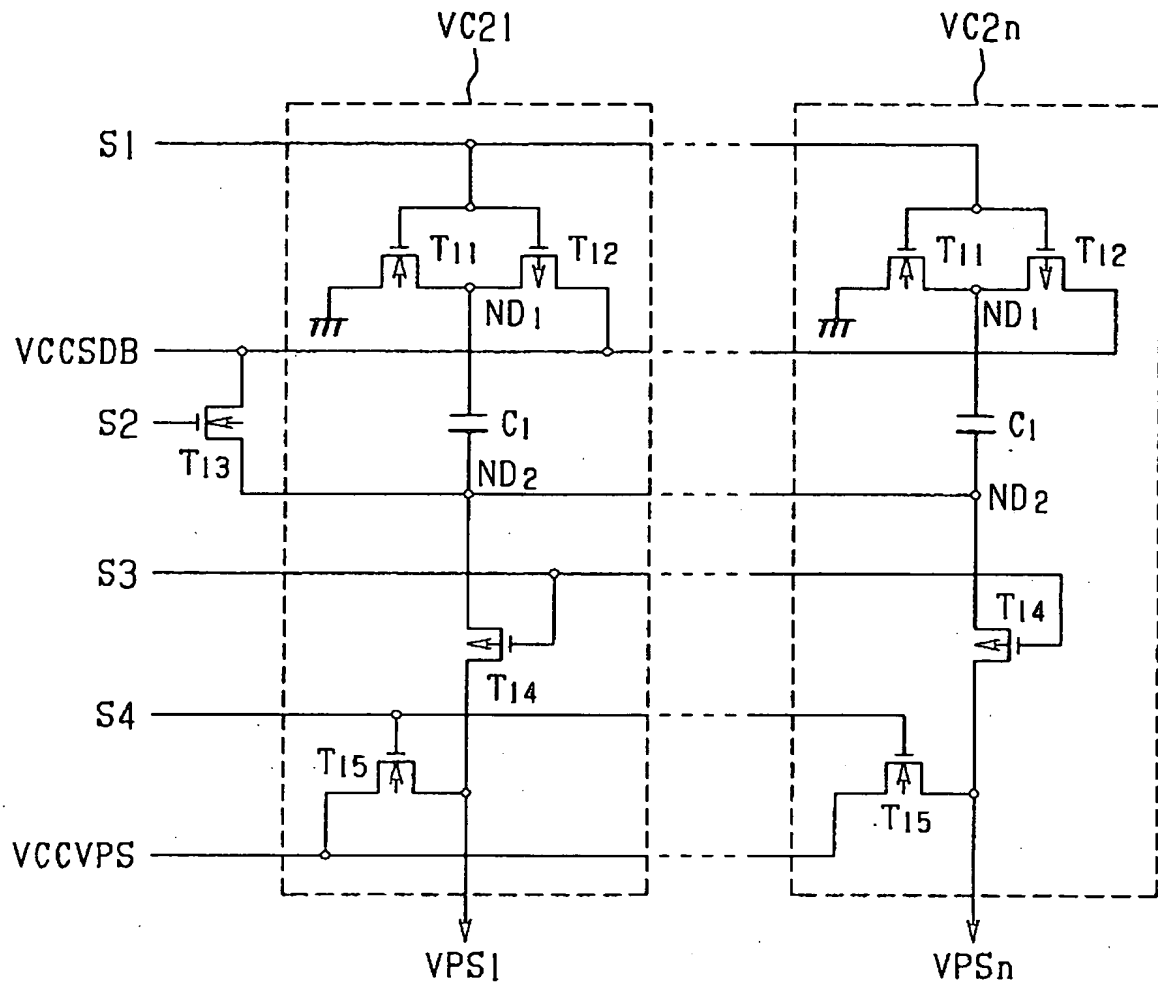 VC21 VC2n
S1
T11 T12 T11 T12
ND1 ND1
VCCSDB
S2 C1 C1
T13
ND2 ND2
S3
T14
T14
S4
T15
T15
VCCVPS
VPS1 VPSn